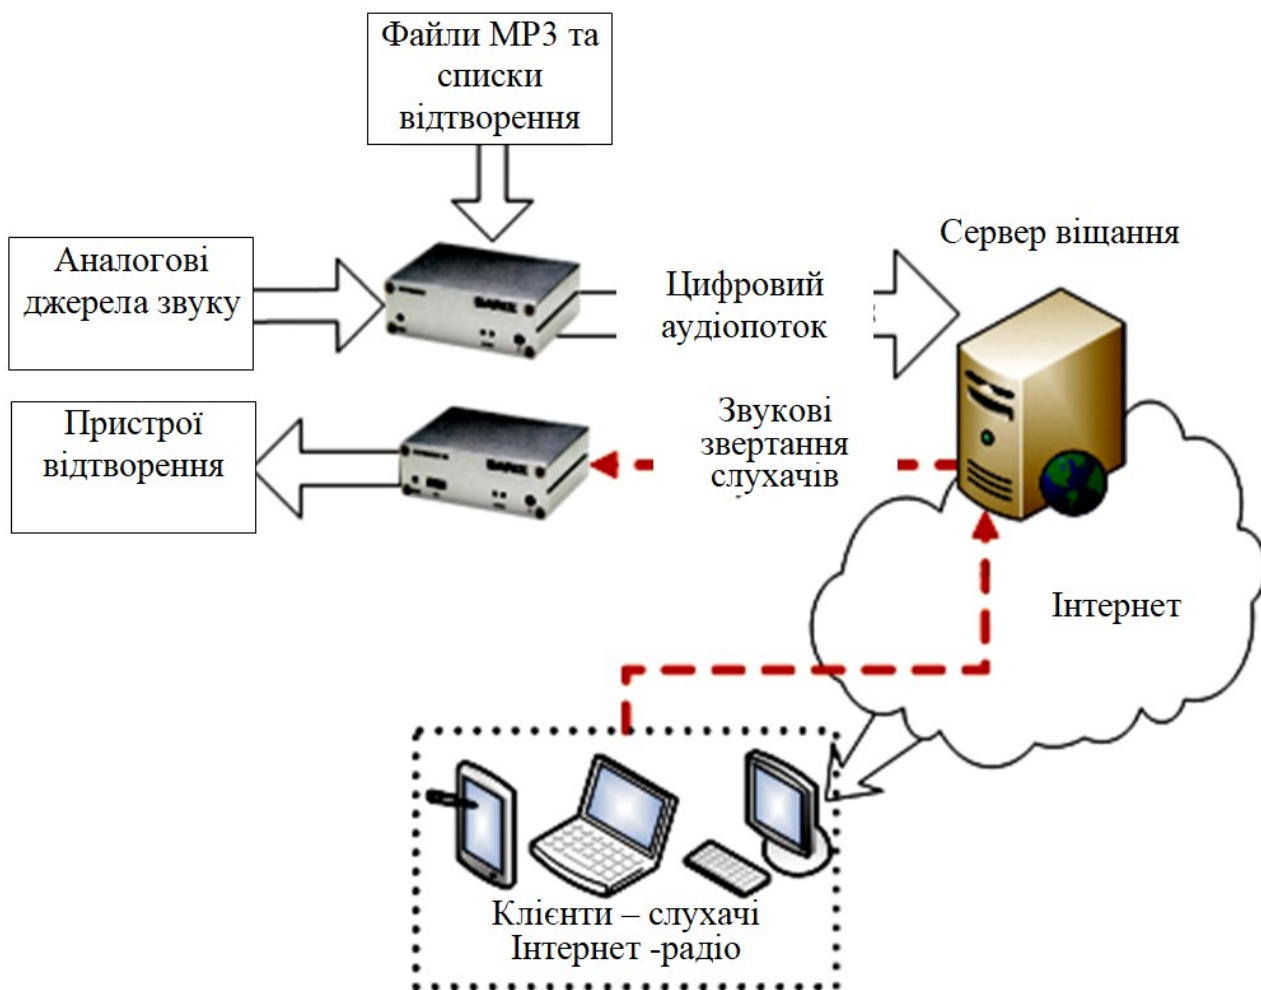 Файли MP3 та
списки
відтворення
Аналогові
джерела звуку
Цифровий
аудіопоток
Сервер віщання
Пристрої
відтворення
Звукові
звертання
слухачів
Інтернет
Клієнти – слухачі
Інтернет -радіо